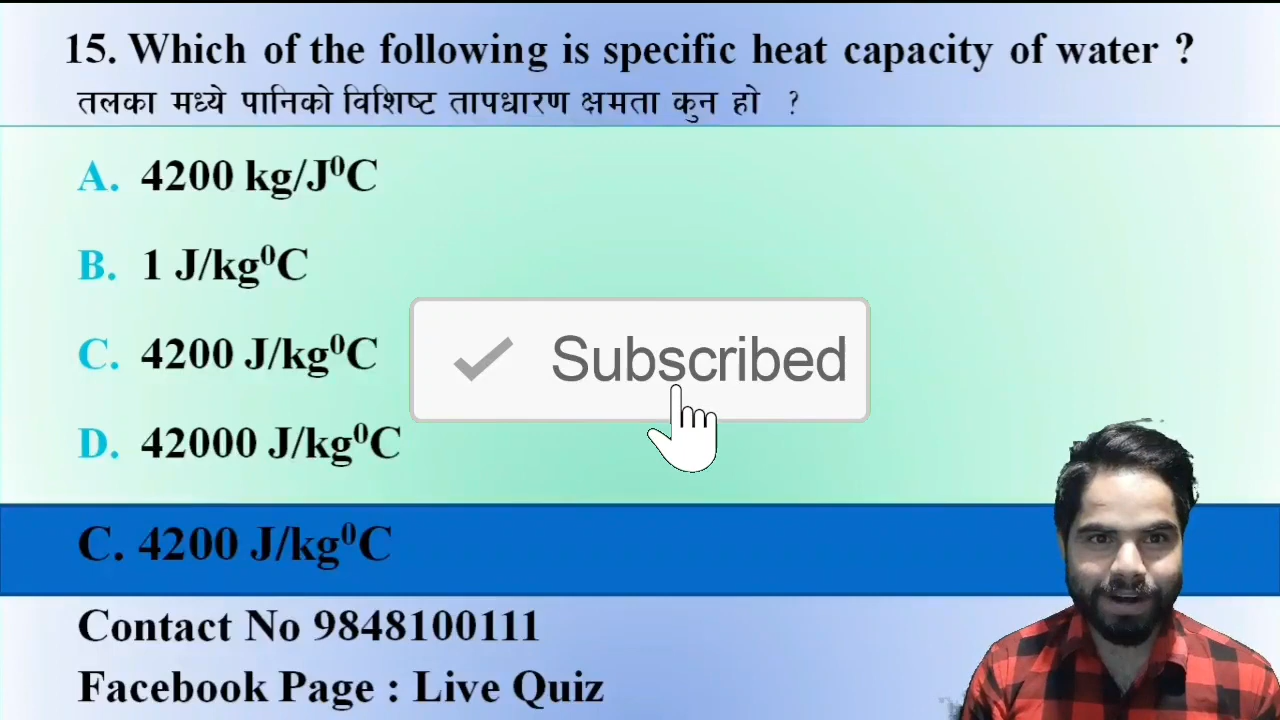 15. Which of the following is specific heat capacity of water ?
तलका मध्ये पानिको विशिष्ट तापधारण क्षमता कुन हो ?
A. 4200 kg/J⁰C
B. 1 J/kg⁰C
C. 4200 J/kg⁰C
D. 42000 J/kg⁰C
Subscribed
C. 4200 J/kg⁰C
Contact No 9848100111
Facebook Page : Live Quiz